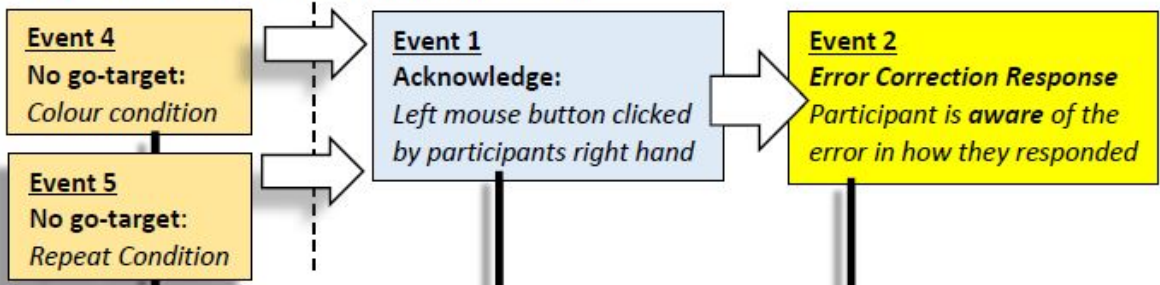 Event 4
No go-target:
Colour condition
Event 5
No go-target:
Repeat Condition
Event 1
Acknowledge:
Left mouse button clicked
by participants right hand
Event 2
Error Correction Response
Participant is aware of the
error in how they responded